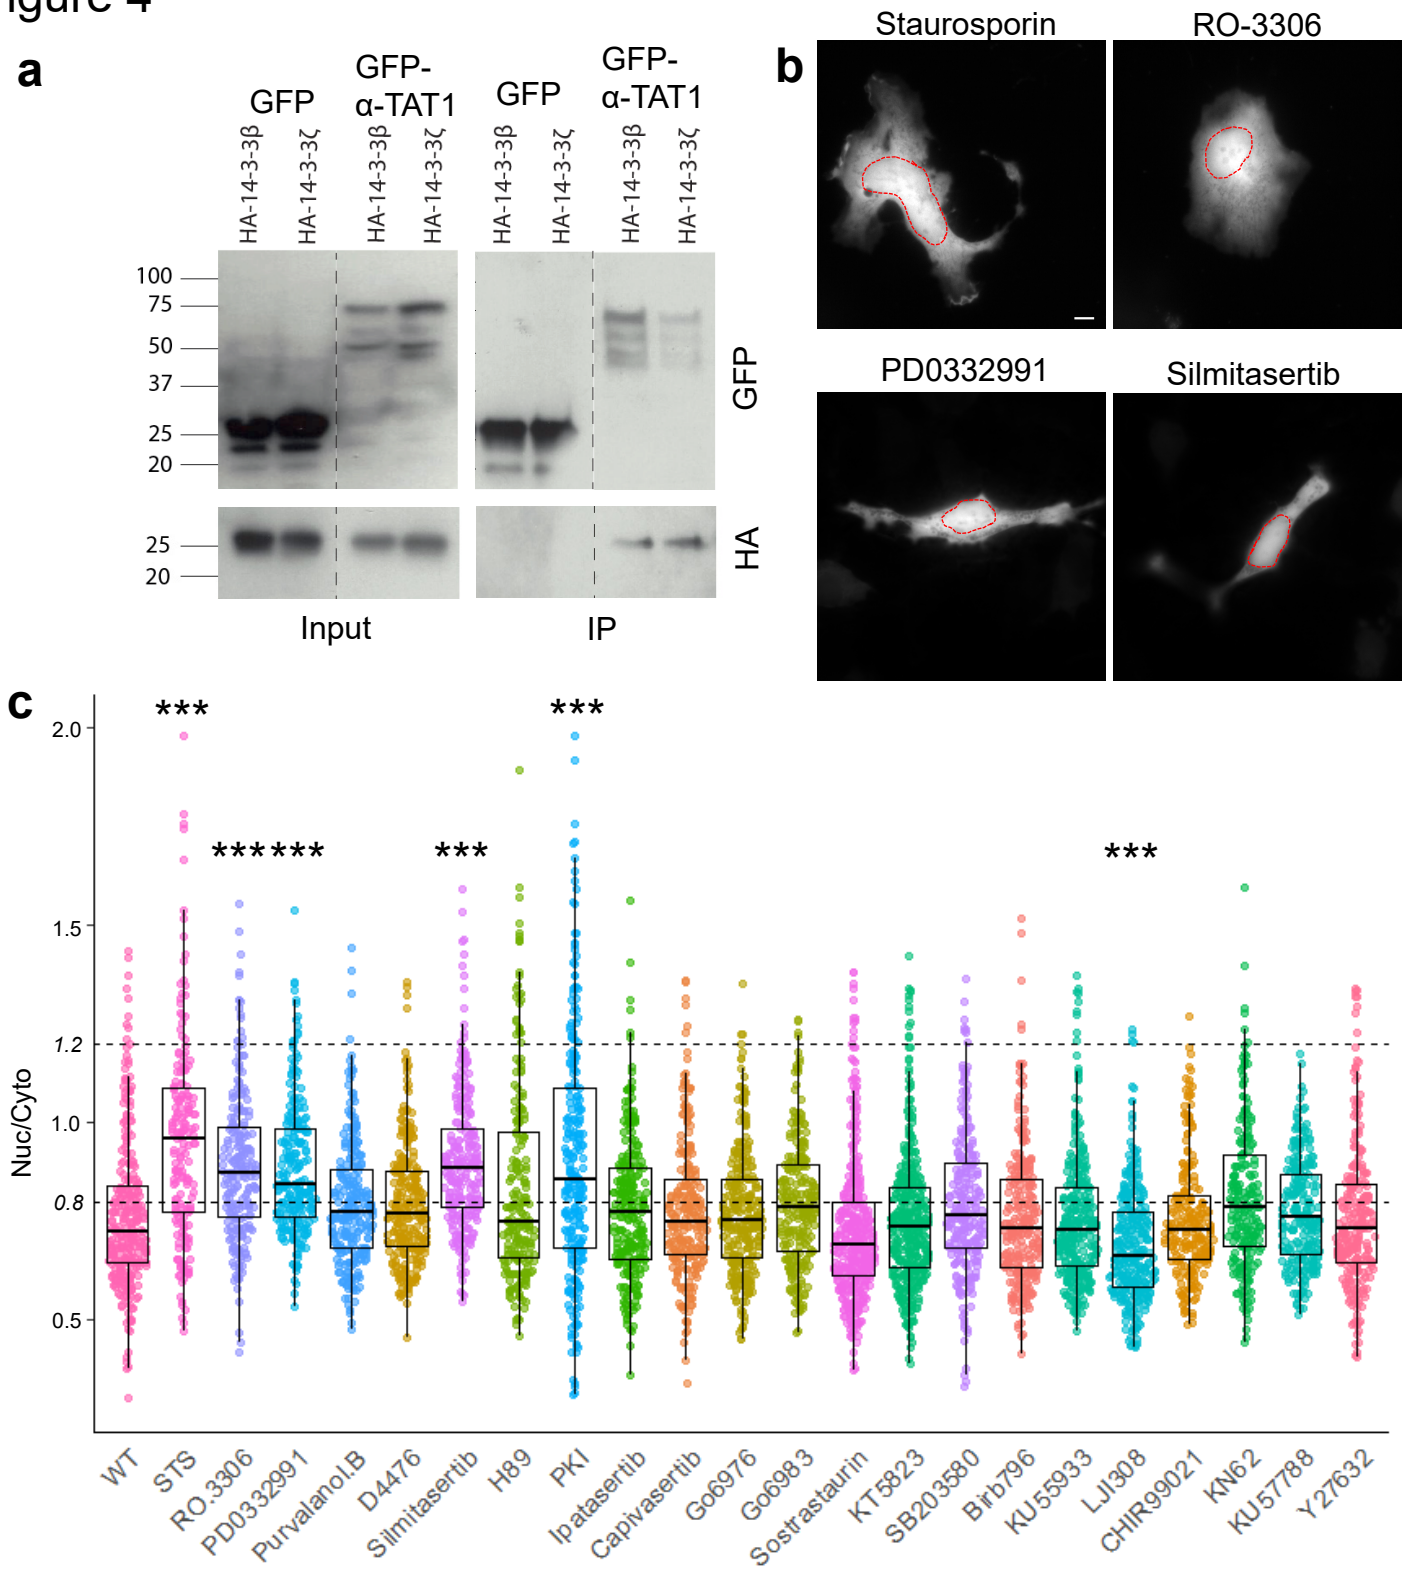 Figure 4
a
GFP
GFP-
α-TAT1
GFP
GFP-
α-TAT1
HA-14-3-3β
HA-14-3-3ζ
HA-14-3-3β
HA-14-3-3ζ
HA-14-3-3β
HA-14-3-3ζ
HA-14-3-3β
HA-14-3-3ζ
100
75
50
37
25
20
GFP
25
20
HA
Input
IP
b
Staurosporin
RO-3306
PD0332991
Silmitasertib
c
***
***
***
***
***
***
2.0
1.5
1.2
1.0
0.8
0.5
Nuc/Cyto
WT
STS
RO.3306
PD0332991
Purvalanol.B
D4476
Silmitasertib
H89
PKI
Ipatasertib
Capivasertib
Go6976
Go6983
Sostrastaurin
KT5823
SB203580
Birb796
KU55933
LJI308
CHIR99021
KN62
KU57788
Y27632